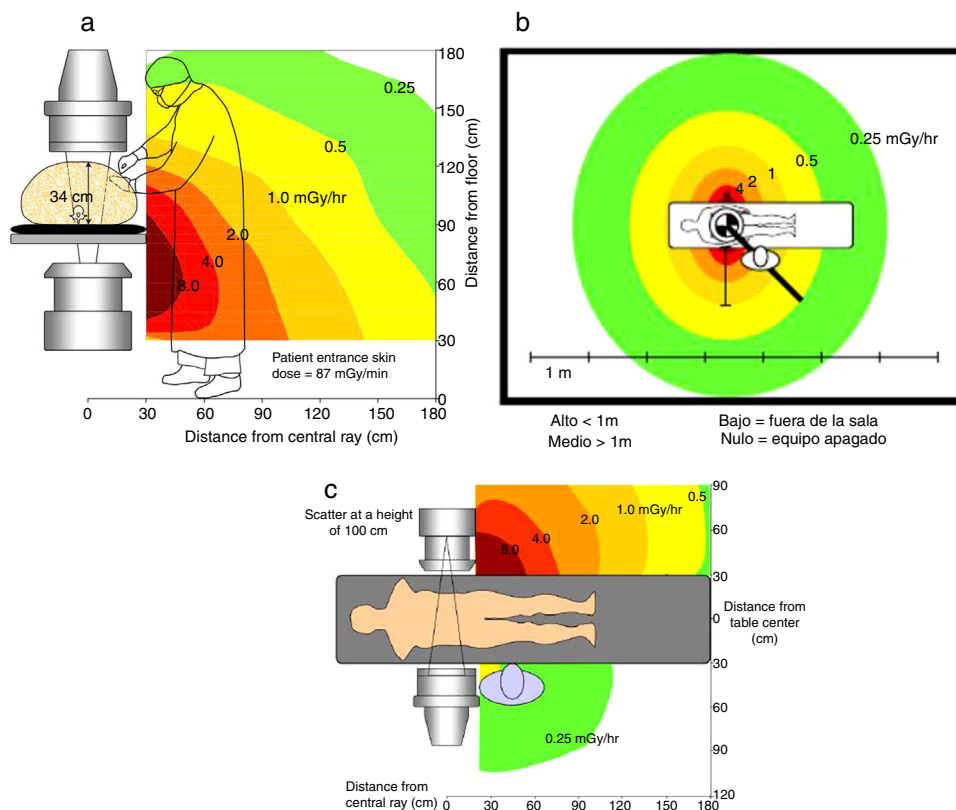 a
180
150
120
90
60
30
0
Distance from floor (cm)
0.25
0.5
1.0 mGy/hr
2.0
4.0
8.0
34 cm
Patient entrance skin
dose = 87 mGy/min
0 30 60 90 120 150 180
Distance from central ray (cm)
b
0.25 mGy/hr
0.5
1
2
4
1 m
Alto < 1m
Medio > 1m
Bajo = fuera de la sala
Nulo = equipo apagado
c
Scatter at a height
of 100 cm
0.5
1.0 mGy/hr
2.0
4.0
8.0
90
60
30
0
30
60
90
120
Distance from
table center
(cm)
0.25 mGy/hr
Distance from
central ray (cm)
0 30 60 90 120 150 180